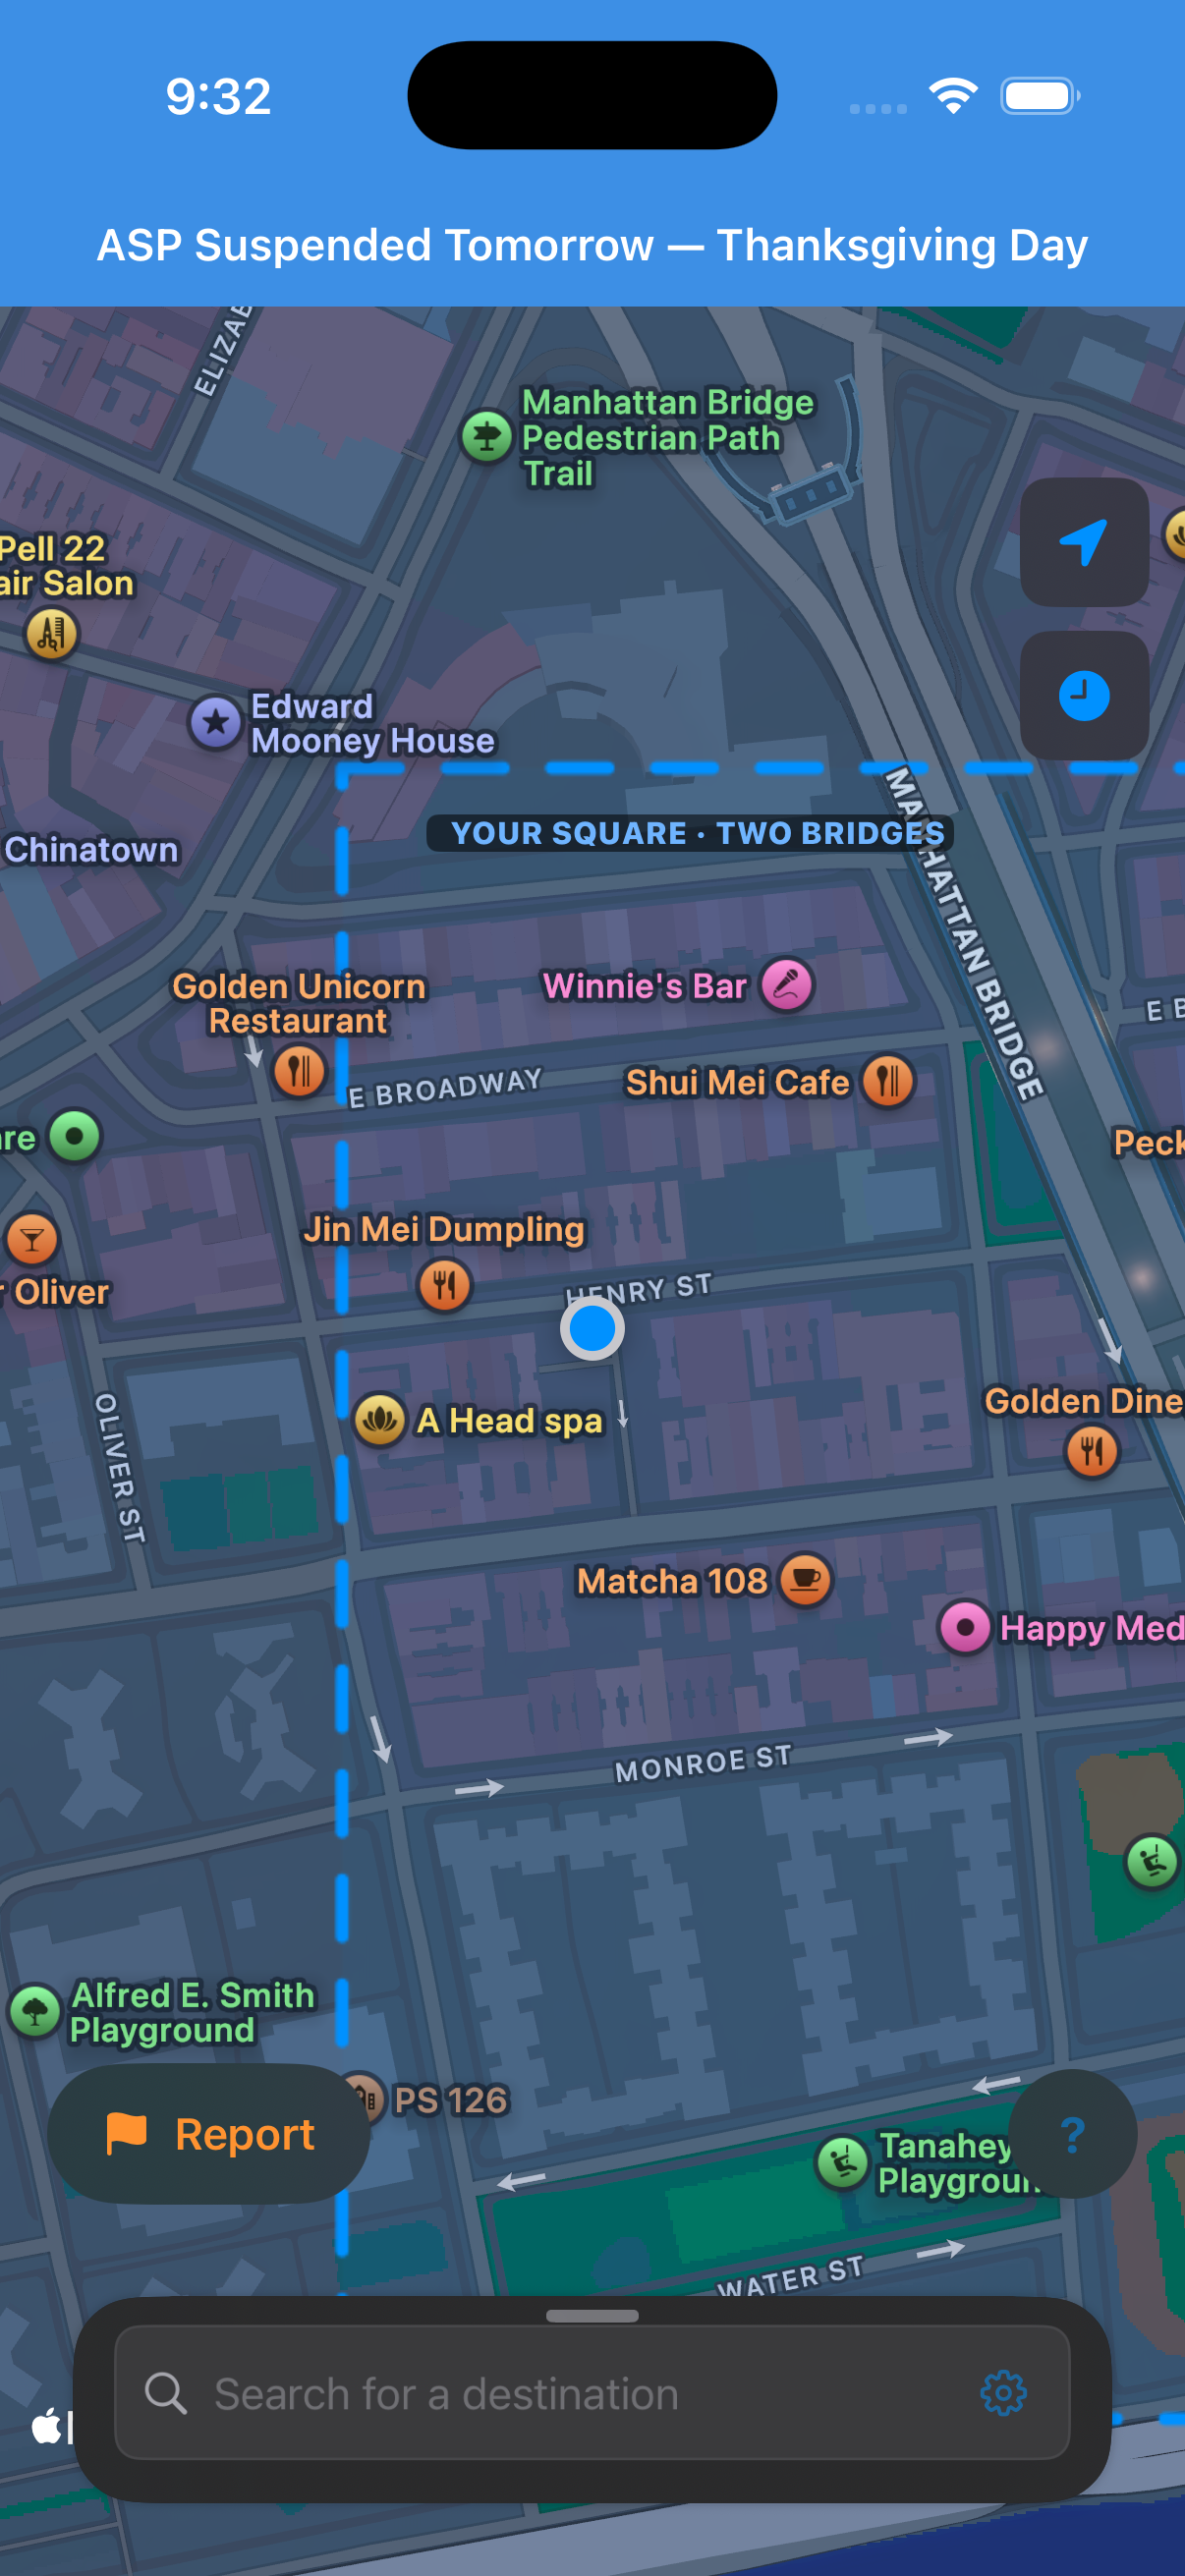 9:32
ASP Suspended Tomorrow — Thanksgiving Day
Manhattan Bridge
Pedestrian Path
Trail
Pell 22
air Salon
Edward
Mooney House
YOUR SQUARE · TWO BRIDGES
Chinatown
MANHATTAN BRIDGE
Golden Unicorn
Restaurant
Winnie's Bar
E B
E BROADWAY
Shui Mei Cafe
are
Peck
Jin Mei Dumpling
r Oliver
HENRY ST
OLIVER ST
A Head spa
Golden Dine
Matcha 108
Happy Med
MONROE ST
Alfred E. Smith
Playground
PS 126
Report
Tanahey
Playgroun
?
WATER ST
Search for a destination